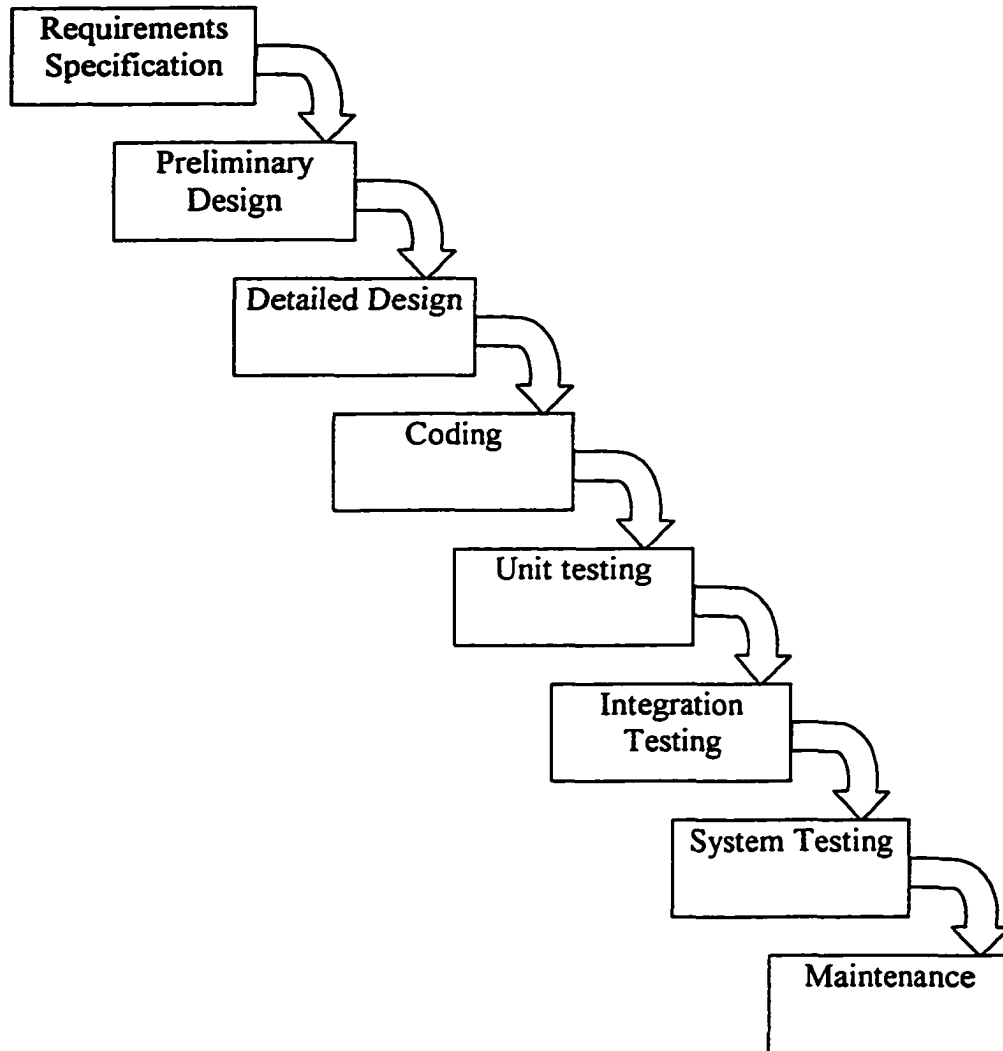 Requirements
Specification
Preliminary
Design
Detailed Design
Coding
Unit testing
Integration
Testing
System Testing
Maintenance